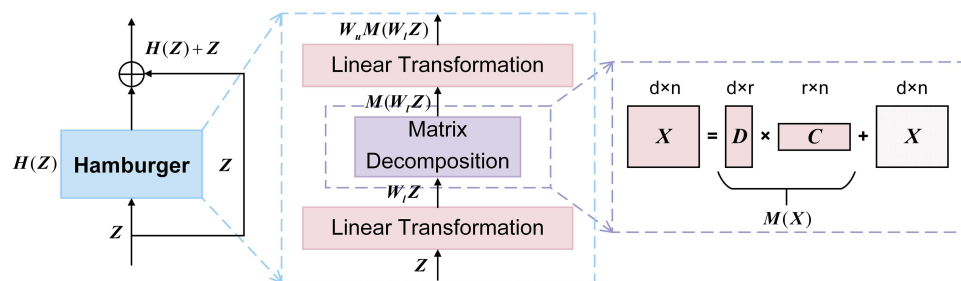 H(Z)+Z
H(Z)
Hamburger
Z
Z
W_u M(W_l Z)
Linear Transformation
M(W_l Z)
Matrix
Decomposition
W_l Z
Linear Transformation
Z
d×n d×r r×n d×n
X = D × C + X
M(X)